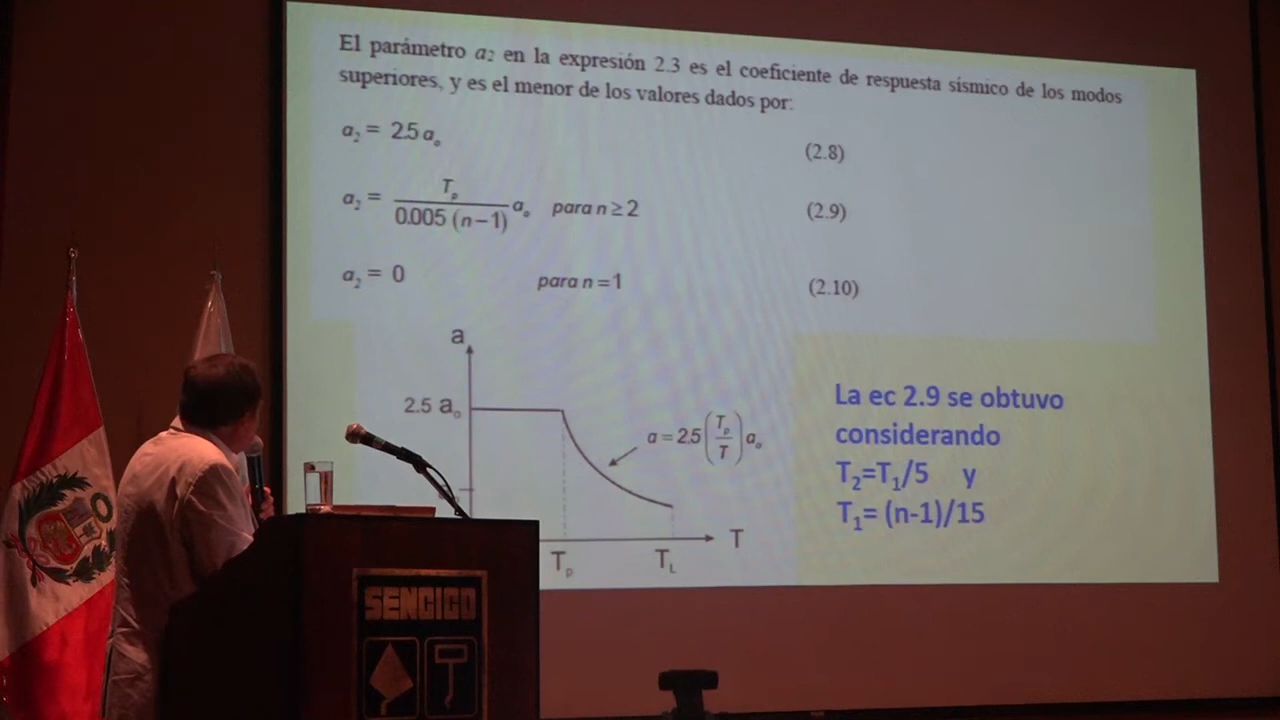 El parámetro a₂ en la expresión 2.3 es el coeficiente de respuesta sísmico de los modos
superiores, y es el menor de los valores dados por:
a₂ = 2.5 aₒ (2.8)
a₂ = Tₚ / 0.005 (n−1) aₒ para n ≥ 2 (2.9)
a₂ = 0 para n = 1 (2.10)
a
2.5 aₒ
a = 2.5 (Tₚ / T) aₒ
T
Tₚ
T_L
La ec 2.9 se obtuvo
considerando
T₂=T₁/5 y
T₁= (n-1)/15
SENCICO